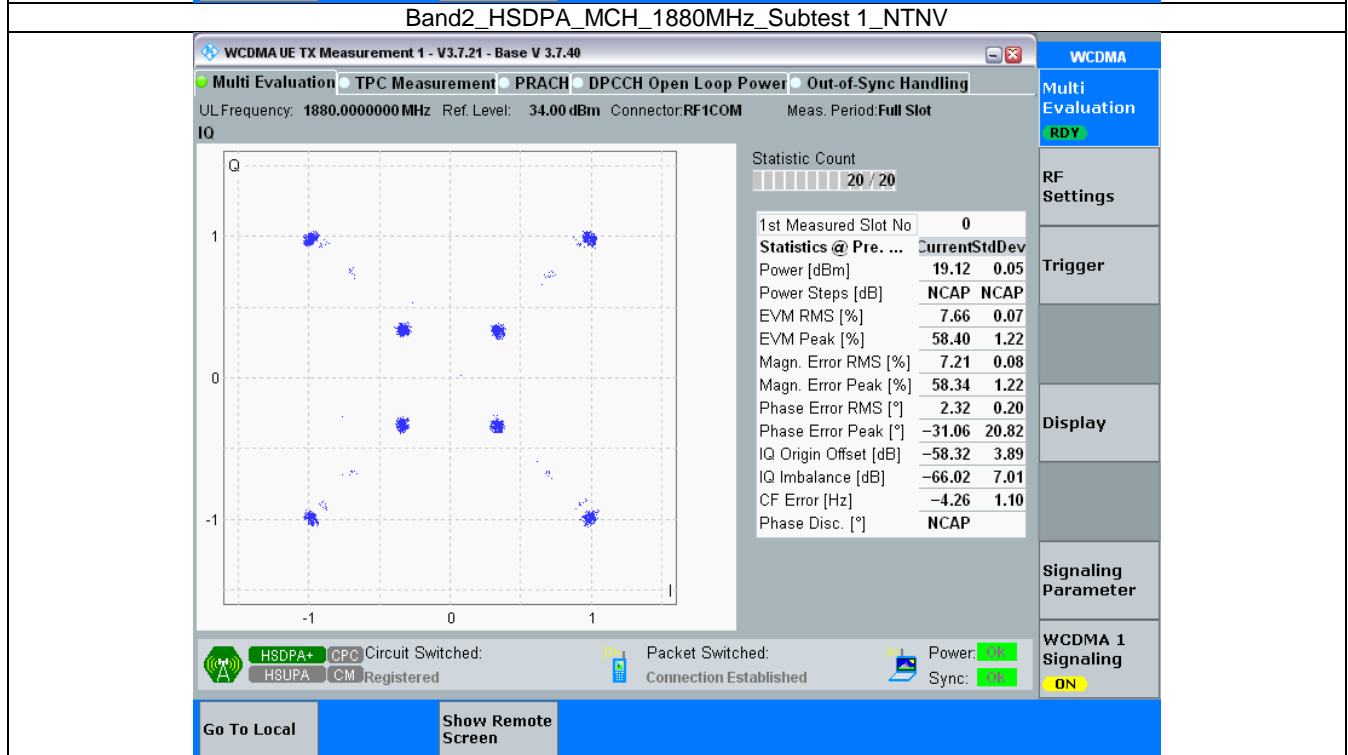 Band2_HSDPA_MCH_1880MHz_Subtest 1_NTNV
WCDMA UE TX Measurement 1 - V3.7.21 - Base V 3.7.40
WCDMA
Multi Evaluation TPC Measurement PRACH DPCCH Open Loop Power Out-of-Sync Handling
Multi
Evaluation
RDY
UL Frequency: 1880.0000000 MHz Ref. Level: 34.00 dBm Connector:RF1COM Meas. Period:Full Slot
IQ
Q
1
0
-1
I
-1 0 1
Statistic Count
20 / 20
1st Measured Slot No 0
Statistics @ Pre. ... Current StdDev
Power [dBm] 19.12 0.05
Power Steps [dB] NCAP NCAP
EVM RMS [%] 7.66 0.07
EVM Peak [%] 58.40 1.22
Magn. Error RMS [%] 7.21 0.08
Magn. Error Peak [%] 58.34 1.22
Phase Error RMS [°] 2.32 0.20
Phase Error Peak [°] −31.06 20.82
IQ Origin Offset [dB] −58.32 3.89
IQ Imbalance [dB] −66.02 7.01
CF Error [Hz] −4.26 1.10
Phase Disc. [°] NCAP
RF
Settings
Trigger
Display
Signaling
Parameter
WCDMA 1
Signaling
ON
HSDPA+ CPC Circuit Switched:
HSUPA CM Registered
Packet Switched:
Connection Established
Power: Ok
Sync: Ok
Go To Local
Show Remote
Screen